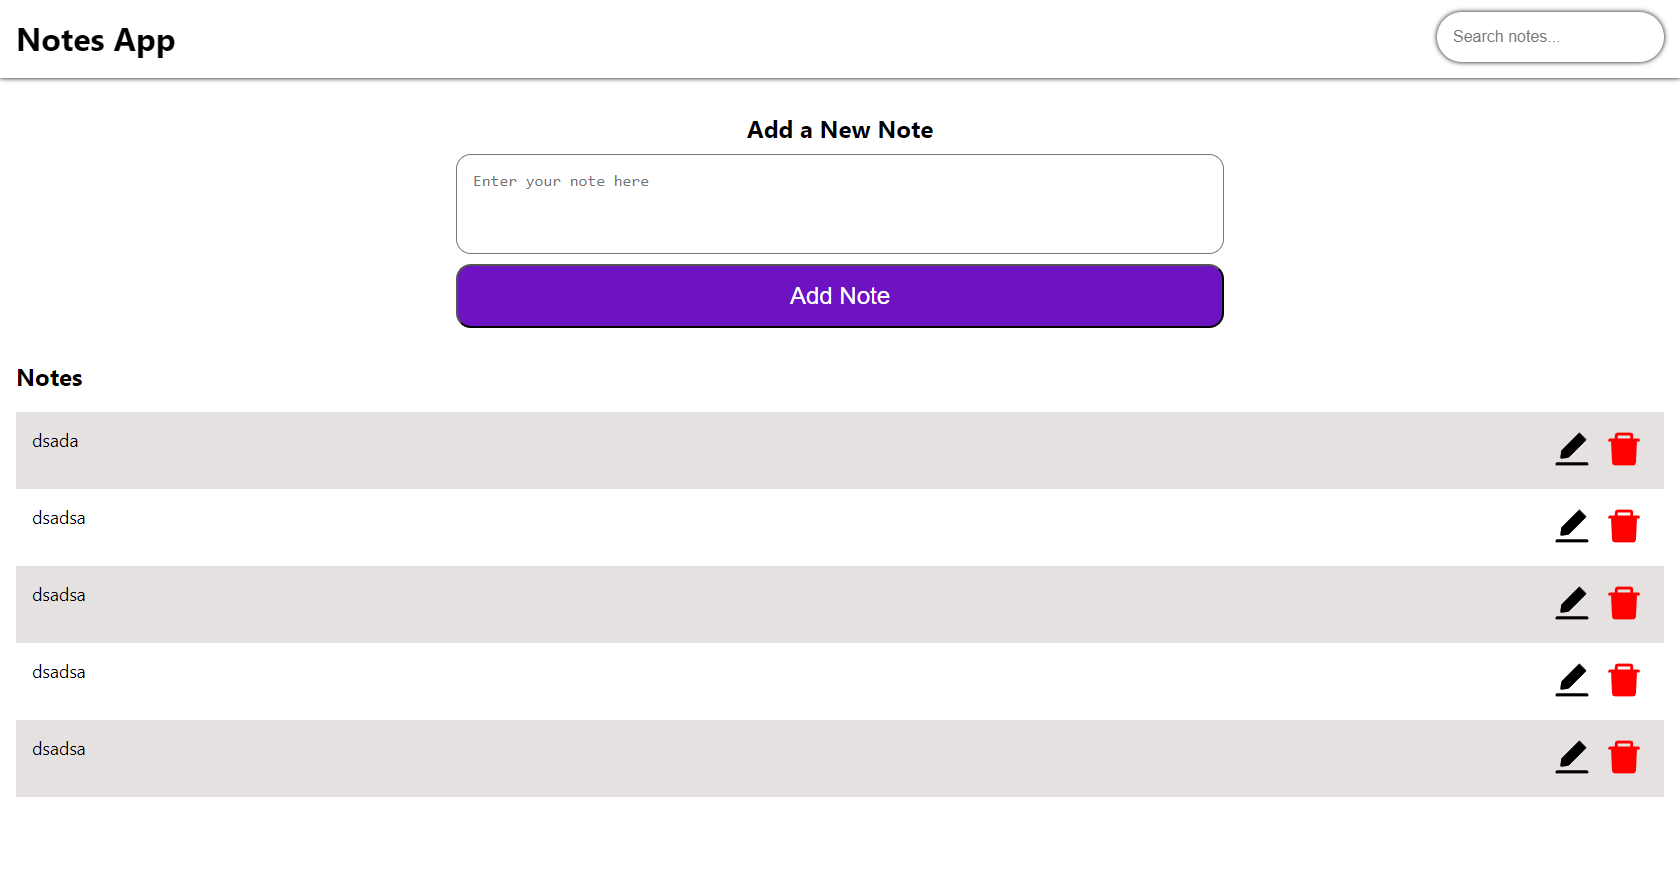 Notes App
Search notes...
Add a New Note
Enter your note here
Add Note
Notes
dsada
dsadsa
dsadsa
dsadsa
dsadsa